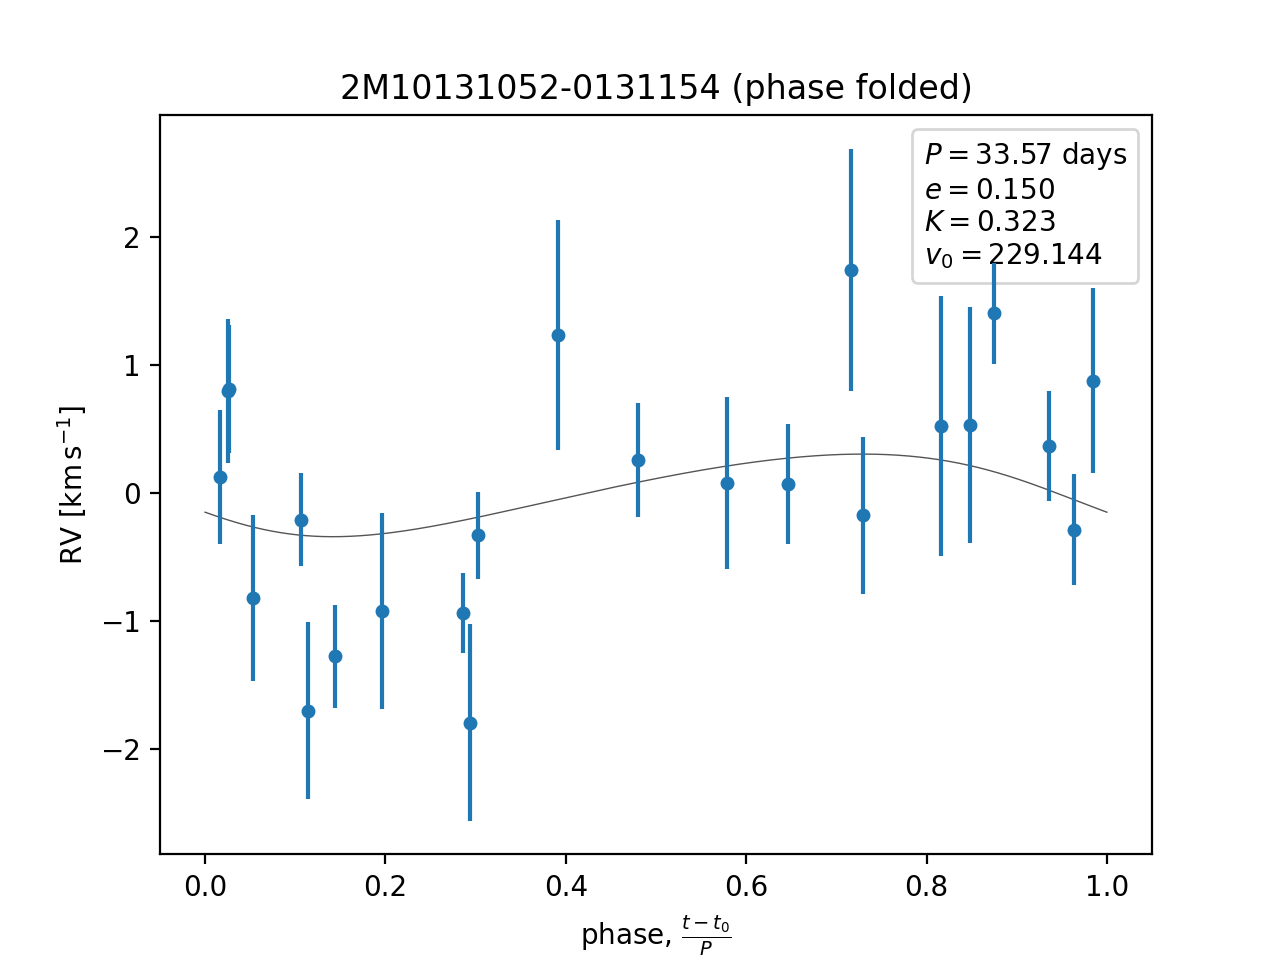 2M10131052-0131154 (phase folded)
P = 33.57 days
e = 0.150
K = 0.323
v₀ = 229.144
RV [km s⁻¹]
2
1
0
−1
−2
0.0 0.2 0.4 0.6 0.8 1.0
phase, (t − t₀)/P